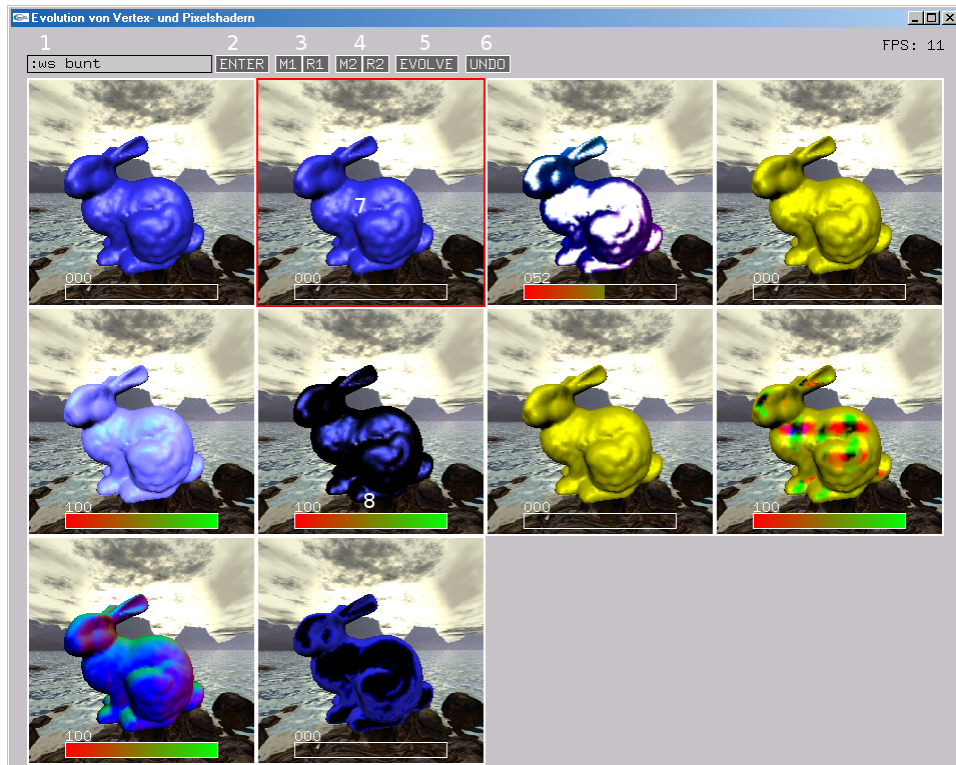 Evolution von Vertex- und Pixelshadern
1 2 3 4 5 6
FPS: 11
:ws bunt ENTER M1 R1 M2 R2 EVOLVE UNDO
7
000 000 052 000
8
100 100 000 100
100 000